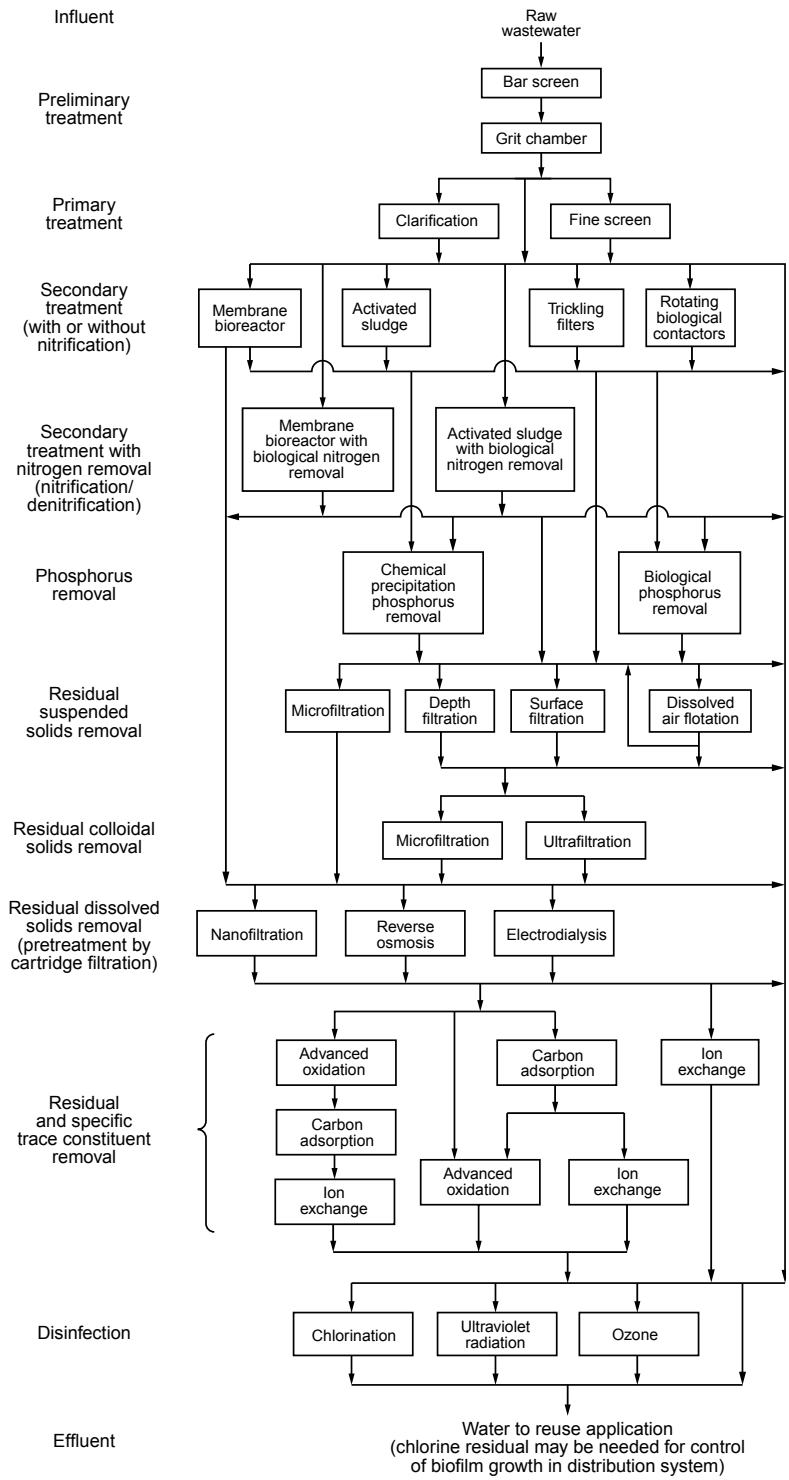 Influent
Raw
wastewater
Preliminary
treatment
Bar screen
Grit chamber
Primary
treatment
Clarification
Fine screen
Secondary
treatment
(with or without
nitrification)
Membrane
bioreactor
Activated
sludge
Trickling
filters
Rotating
biological
contactors
Secondary
treatment with
nitrogen removal
(nitrification/
denitrification)
Membrane
bioreactor with
biological nitrogen
removal
Activated sludge
with biological
nitrogen removal
Phosphorus
removal
Chemical
precipitation
phosphorus
removal
Biological
phosphorus
removal
Residual
suspended
solids removal
Microfiltration
Depth
filtration
Surface
filtration
Dissolved
air flotation
Residual colloidal
solids removal
Microfiltration
Ultrafiltration
Residual dissolved
solids removal
(pretreatment by
cartridge filtration)
Nanofiltration
Reverse
osmosis
Electrodialysis
Residual
and specific
trace constituent
removal
Advanced
oxidation
Carbon
adsorption
Ion
exchange
Carbon
adsorption
Advanced
oxidation
Ion
exchange
Ion
exchange
Disinfection
Chlorination
Ultraviolet
radiation
Ozone
Effluent
Water to reuse application
(chlorine residual may be needed for control
of biofilm growth in distribution system)